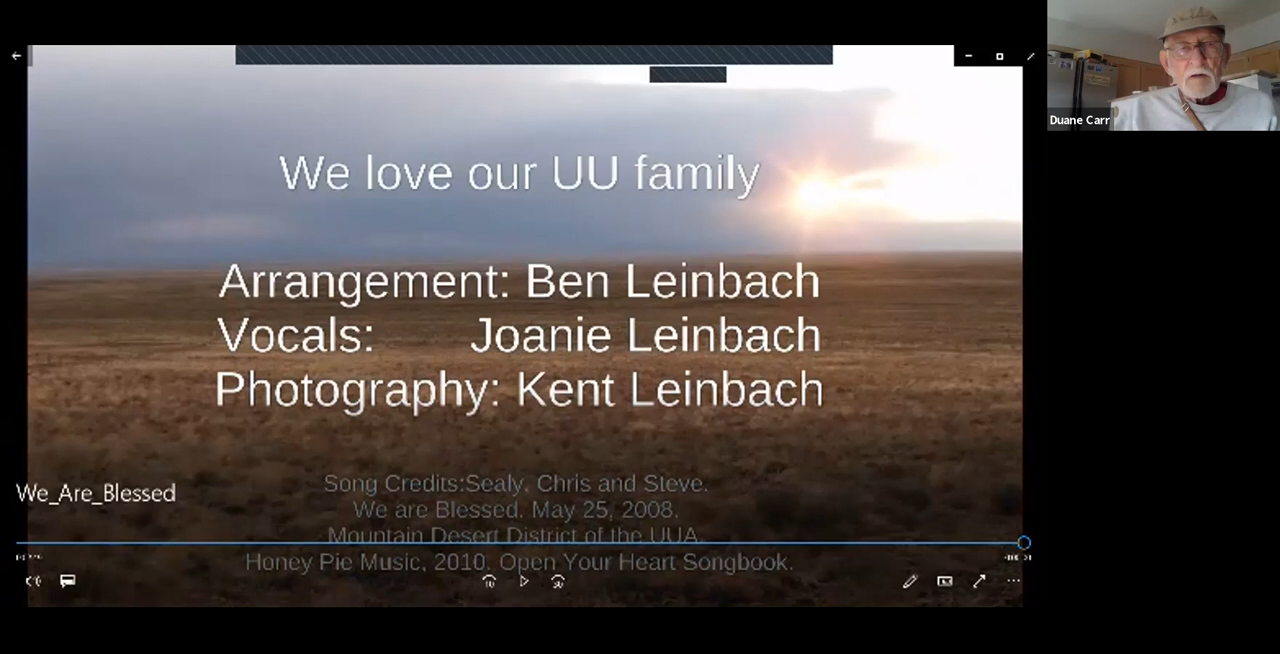 We love our UU family
Duane Carr
Arrangement: Ben Leinbach
Vocals: Joanie Leinbach
Photography: Kent Leinbach
Song Credits:Sealy, Chris and Steve.
We_Are_Blessed
We are Blessed. May 25, 2008.
Mountain Desert District of the UUA.
Honey Pie Music, 2010. Open Your Heart Songbook.
10
30